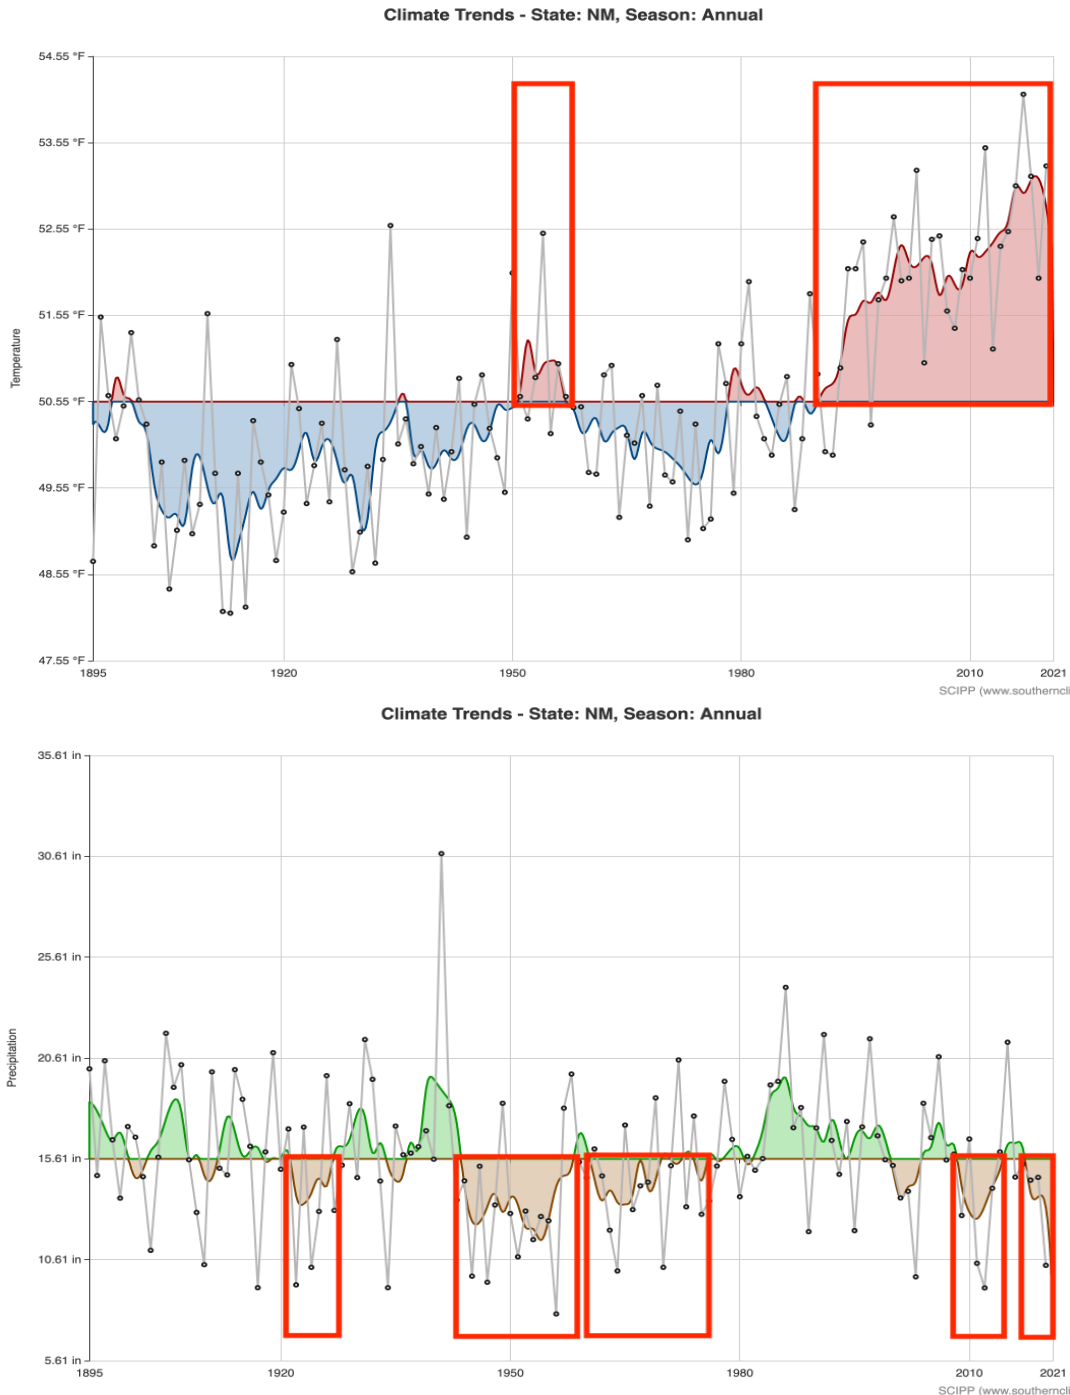 Climate Trends - State: NM, Season: Annual
54.55 °F
53.55 °F
52.55 °F
51.55 °F
50.55 °F
49.55 °F
48.55 °F
47.55 °F
Temperature
1895 1920 1950 1980 2010 2021
SCIPP (www.southerncli
Climate Trends - State: NM, Season: Annual
35.61 in
30.61 in
25.61 in
20.61 in
15.61 in
10.61 in
5.61 in
Precipitation
1895 1920 1950 1980 2010 2021
SCIPP (www.southerncli